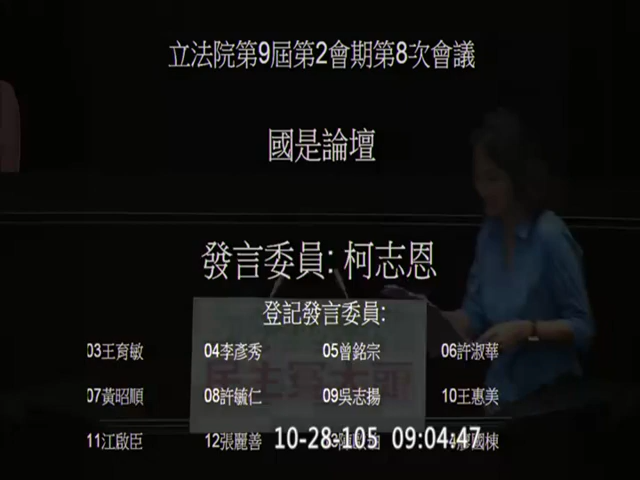 立法院第9屆第2會期第8次會議
國是論壇
發言委員: 柯志恩
登記發言委員:
03王育敏 04李彥秀 05曾銘宗 06許淑華
07黃昭順 08許毓仁 09吳志揚 10王惠美
11江啟臣 12張麗善 廖國棟
10-28-105 09:04:47